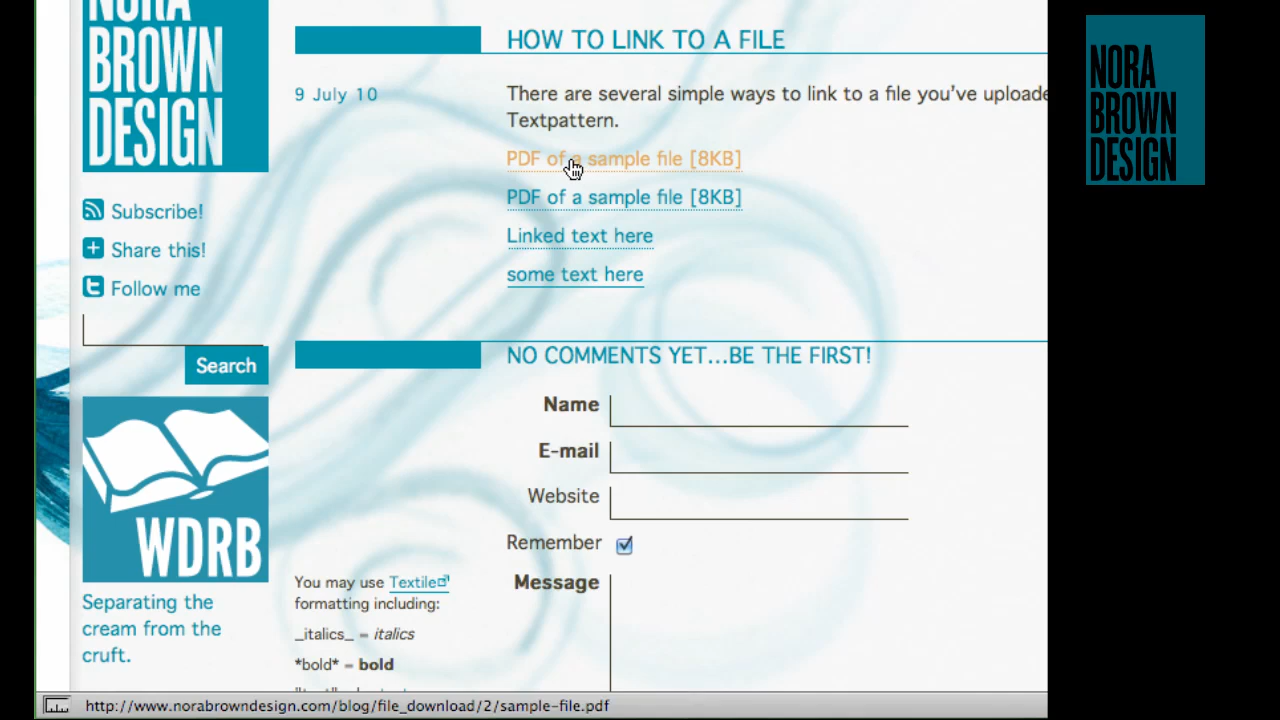 NORA
BROWN
DESIGN
Subscribe!
Share this!
Follow me
Search
WDRB
Separating the
cream from the
cruft.
HOW TO LINK TO A FILE
9 July 10
There are several simple ways to link to a file you've uploade
Textpattern.
PDF of a sample file [8KB]
PDF of a sample file [8KB]
Linked text here
some text here
NO COMMENTS YET...BE THE FIRST!
Name
E-mail
Website
Remember
Message
You may use Textile
formatting including:
_italics_ = italics
*bold* = bold
http://www.norabrowndesign.com/blog/file_download/2/sample-file.pdf
NORA
BROWN
DESIGN